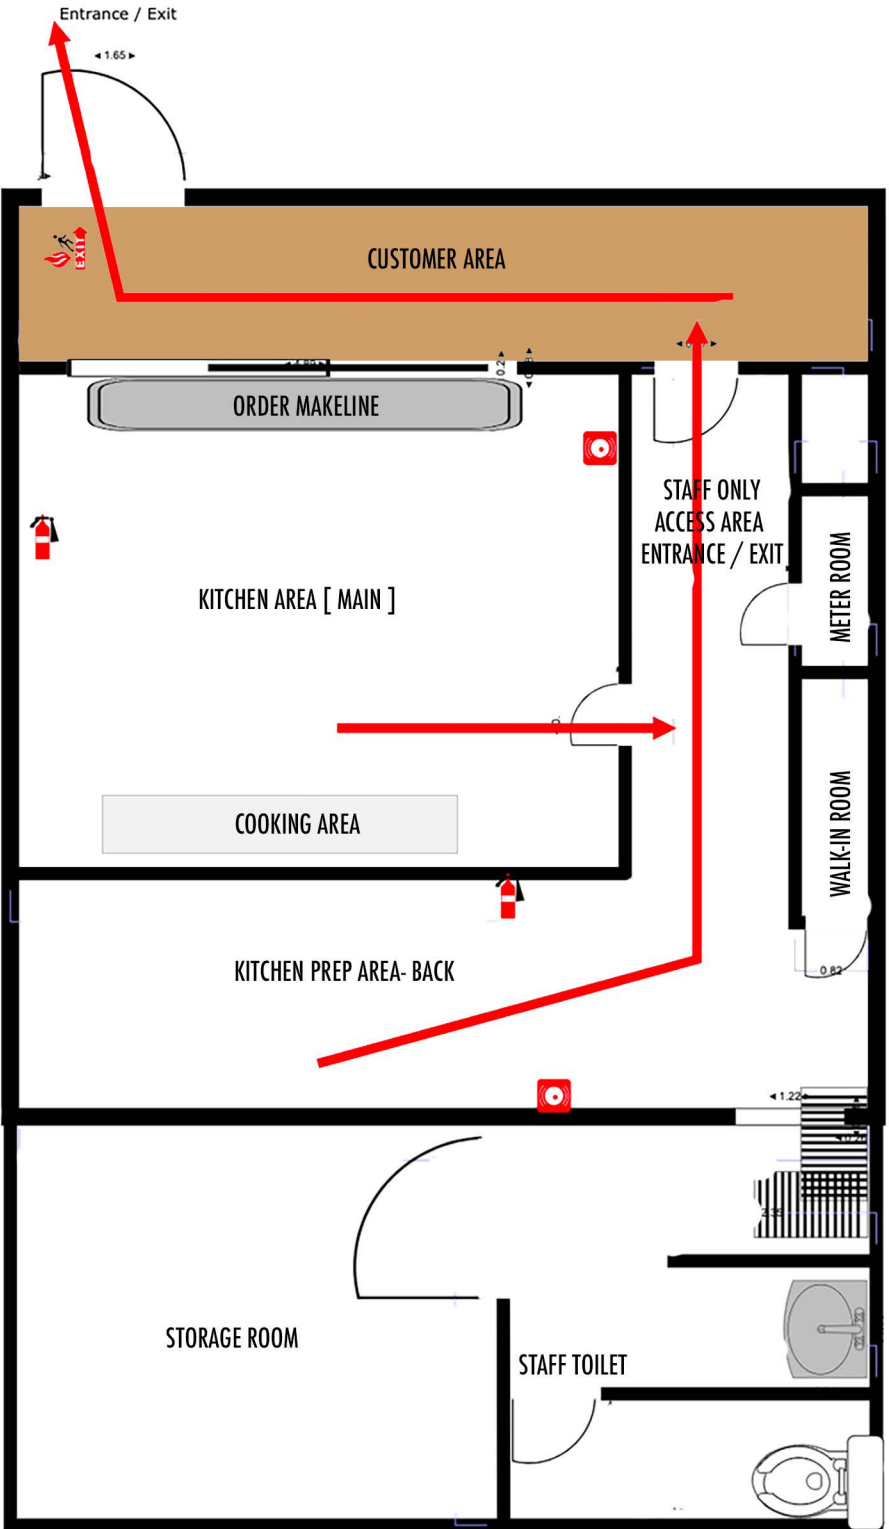 Entrance / Exit
1.65
EXIT
CUSTOMER AREA
ORDER MAKELINE
STAFF ONLY
ACCESS AREA
ENTRANCE / EXIT
METER ROOM
KITCHEN AREA [ MAIN ]
COOKING AREA
WALK-IN ROOM
KITCHEN PREP AREA- BACK
0.82
1.22
STORAGE ROOM
STAFF TOILET